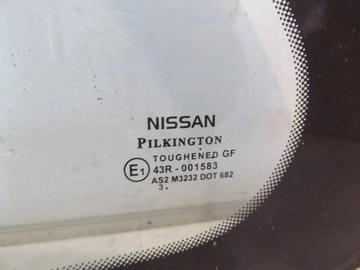 NISSAN
PILKINGTON
TOUGHENED GF
E1 43R - 001583
AS2 M3232 DOT 682
3 .